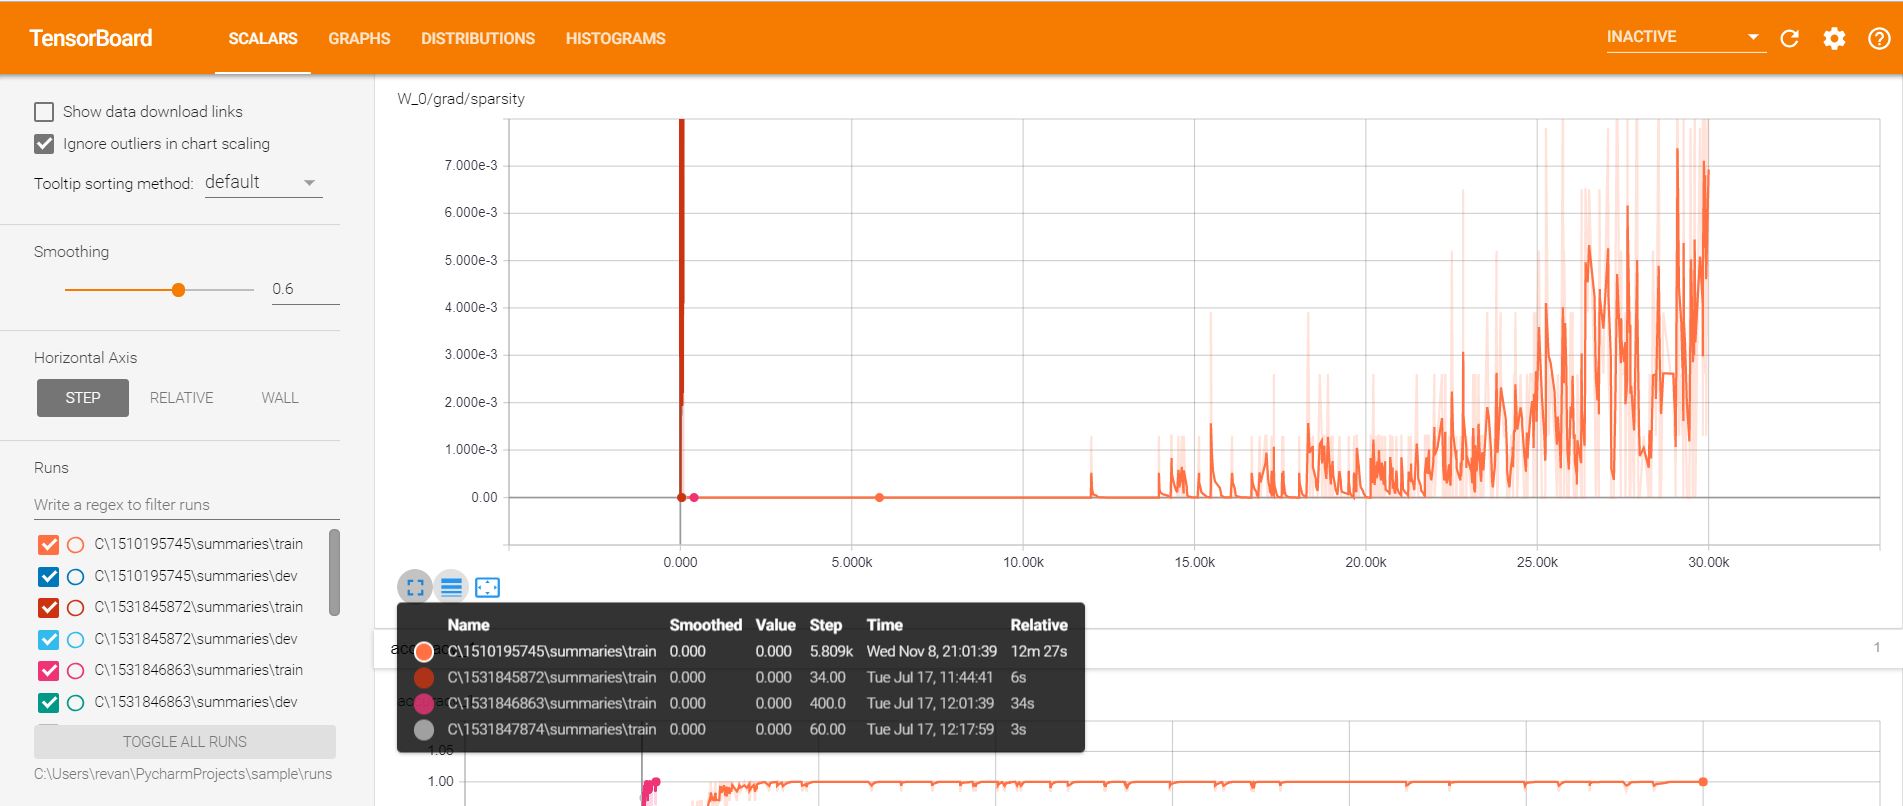 TensorBoard SCALARS GRAPHS DISTRIBUTIONS HISTOGRAMS INACTIVE
Show data download links
Ignore outliers in chart scaling
Tooltip sorting method: default
Smoothing
0.6
Horizontal Axis
STEP RELATIVE WALL
Runs
Write a regex to filter runs
C\1510195745\summaries\train
C\1510195745\summaries\dev
C\1531845872\summaries\train
C\1531845872\summaries\dev
C\1531846863\summaries\train
C\1531846863\summaries\dev
TOGGLE ALL RUNS
C:\Users\revan\PycharmProjects\sample\runs
W_0/grad/sparsity
7.000e-3
6.000e-3
5.000e-3
4.000e-3
3.000e-3
2.000e-3
1.000e-3
0.00
0.000 5.000k 10.00k 15.00k 20.00k 25.00k 30.00k
Name Smoothed Value Step Time Relative
C\1510195745\summaries\train 0.000 0.000 5.809k Wed Nov 8, 21:01:39 12m 27s
C\1531845872\summaries\train 0.000 0.000 34.00 Tue Jul 17, 11:44:41 6s
C\1531846863\summaries\train 0.000 0.000 400.0 Tue Jul 17, 12:01:39 34s
C\1531847874\summaries\train 0.000 0.000 60.00 Tue Jul 17, 12:17:59 3s
1
1.05
1.00